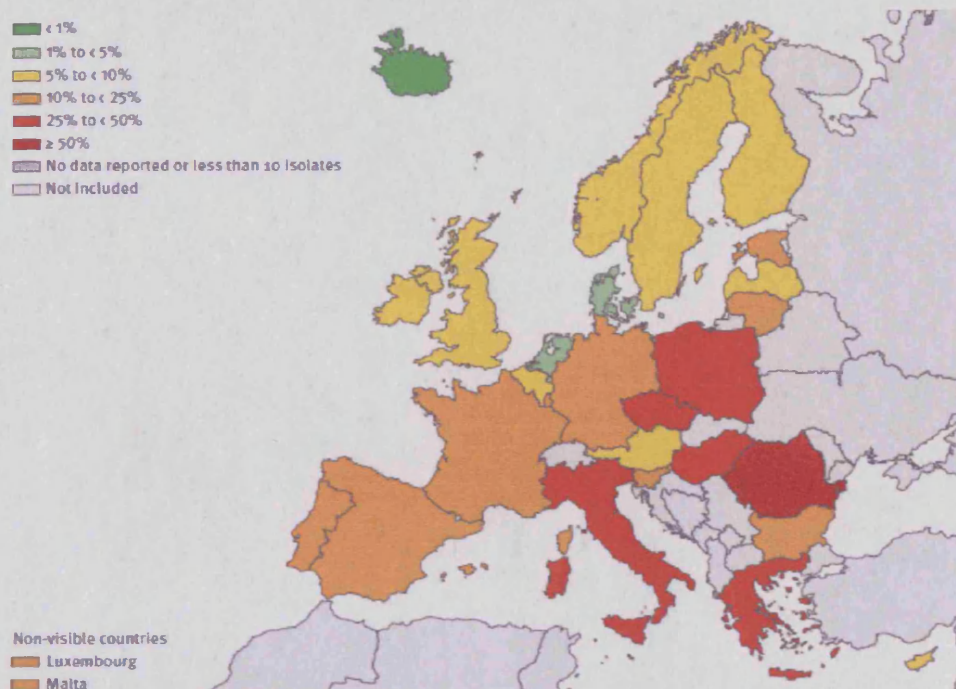 < 1%
1% to < 5%
5% to < 10%
10% to < 25%
25% to < 50%
≥ 50%
No data reported or less than 10 isolates
Not included
Non-visible countries
Luxembourg
Malta